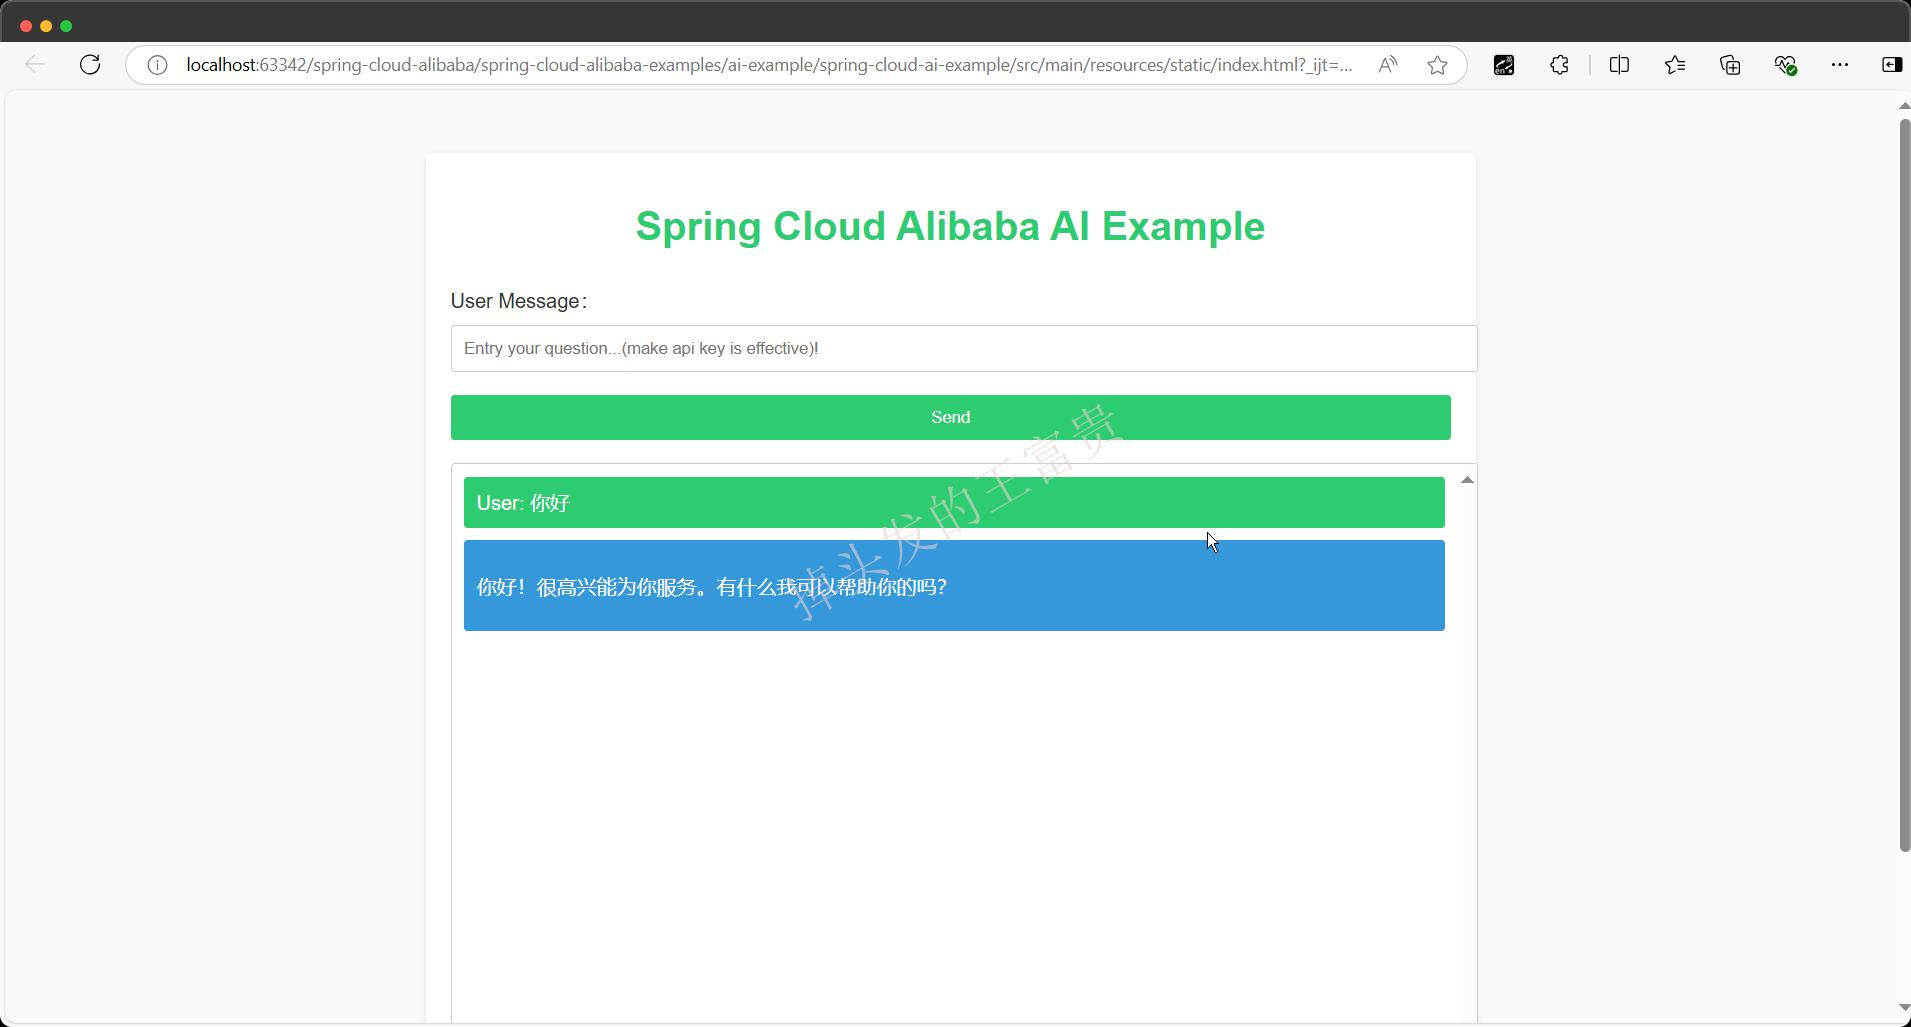 localhost:63342/spring-cloud-alibaba/spring-cloud-alibaba-examples/ai-example/spring-cloud-ai-example/src/main/resources/static/index.html?_ijt=...
Spring Cloud Alibaba AI Example
User Message：
Entry your question...(make api key is effective)!
Send
User: 你好
你好！很高兴能为你服务。有什么我可以帮助你的吗？
掉头发的王富贵